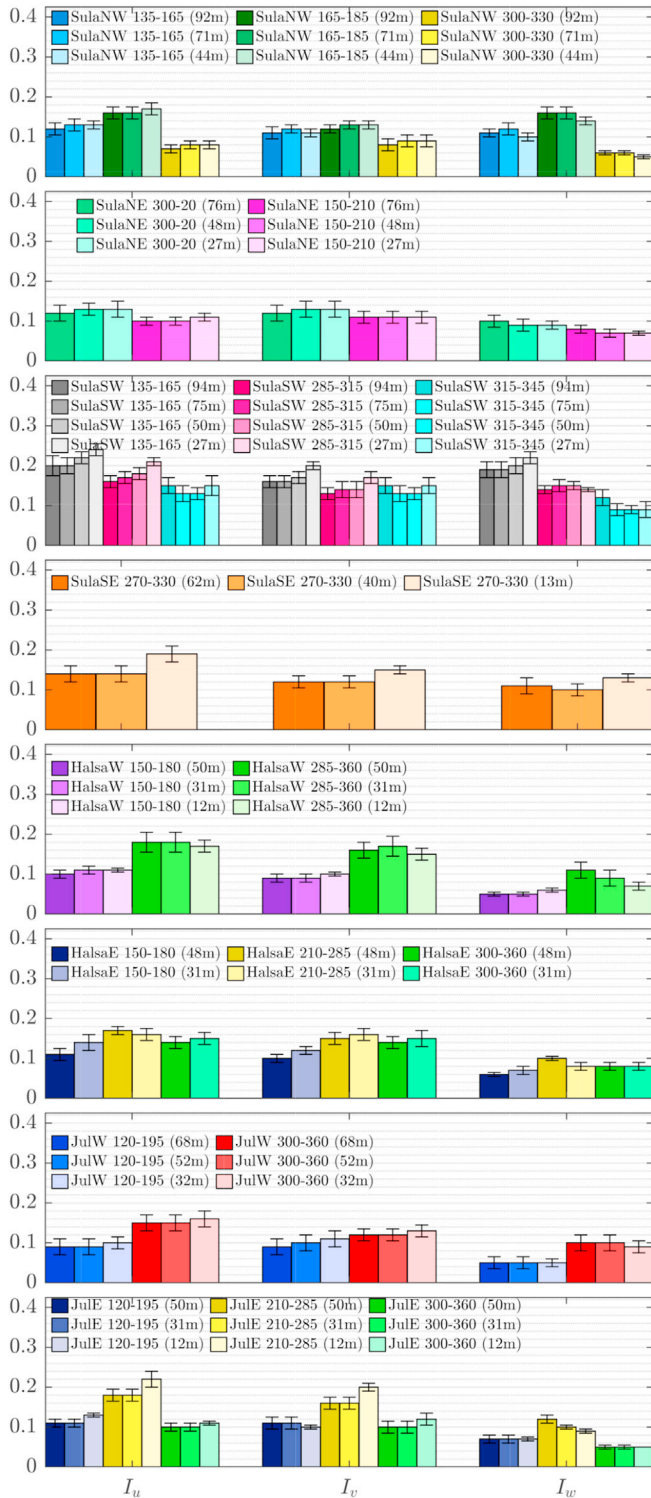 0.4
SulaNW 135-165 (92m) SulaNW 165-185 (92m) SulaNW 300-330 (92m)
SulaNW 135-165 (71m) SulaNW 165-185 (71m) SulaNW 300-330 (71m)
SulaNW 135-165 (44m) SulaNW 165-185 (44m) SulaNW 300-330 (44m)
0.3
0.2
0.1
0
0.4
SulaNE 300-20 (76m) SulaNE 150-210 (76m)
SulaNE 300-20 (48m) SulaNE 150-210 (48m)
SulaNE 300-20 (27m) SulaNE 150-210 (27m)
0.3
0.2
0.1
0
0.4
SulaSW 135-165 (94m) SulaSW 285-315 (94m) SulaSW 315-345 (94m)
SulaSW 135-165 (75m) SulaSW 285-315 (75m) SulaSW 315-345 (75m)
SulaSW 135-165 (50m) SulaSW 285-315 (50m) SulaSW 315-345 (50m)
SulaSW 135-165 (27m) SulaSW 285-315 (27m) SulaSW 315-345 (27m)
0.3
0.2
0.1
0
0.4
SulaSE 270-330 (62m) SulaSE 270-330 (40m) SulaSE 270-330 (13m)
0.3
0.2
0.1
0
0.4
HalsaW 150-180 (50m) HalsaW 285-360 (50m)
HalsaW 150-180 (31m) HalsaW 285-360 (31m)
HalsaW 150-180 (12m) HalsaW 285-360 (12m)
0.3
0.2
0.1
0
0.4
HalsaE 150-180 (48m) HalsaE 210-285 (48m) HalsaE 300-360 (48m)
HalsaE 150-180 (31m) HalsaE 210-285 (31m) HalsaE 300-360 (31m)
0.3
0.2
0.1
0
0.4
JulW 120-195 (68m) JulW 300-360 (68m)
JulW 120-195 (52m) JulW 300-360 (52m)
JulW 120-195 (32m) JulW 300-360 (32m)
0.3
0.2
0.1
0
0.4
JulE 120-195 (50m) JulE 210-285 (50m) JulE 300-360 (50m)
JulE 120-195 (31m) JulE 210-285 (31m) JulE 300-360 (31m)
JulE 120-195 (12m) JulE 210-285 (12m) JulE 300-360 (12m)
0.3
0.2
0.1
0
I_u I_v I_w